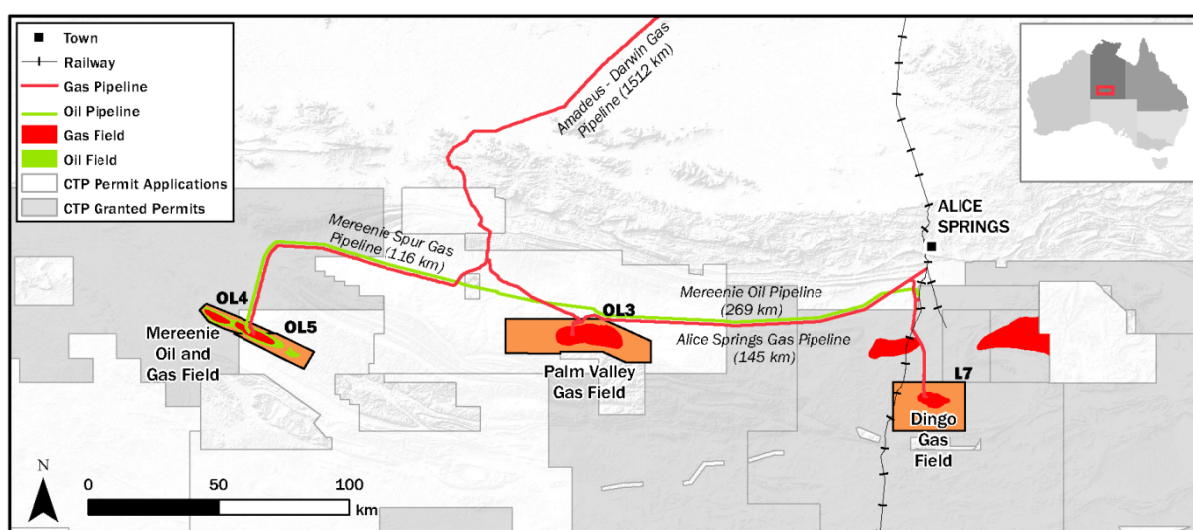 Town
Railway
Gas Pipeline
Oil Pipeline
Gas Field
Oil Field
CTP Permit Applications
CTP Granted Permits
Amadeus - Darwin Gas
Pipeline (1512 km)
ALICE
SPRINGS
Mereenie Spur Gas
Pipeline (116 km)
OL4
OL5
Mereenie
Oil and
Gas Field
OL3
Palm Valley
Gas Field
Mereenie Oil Pipeline
(269 km)
Alice Springs Gas Pipeline
(145 km)
L7
Dingo
Gas
Field
N
0
50
100
km